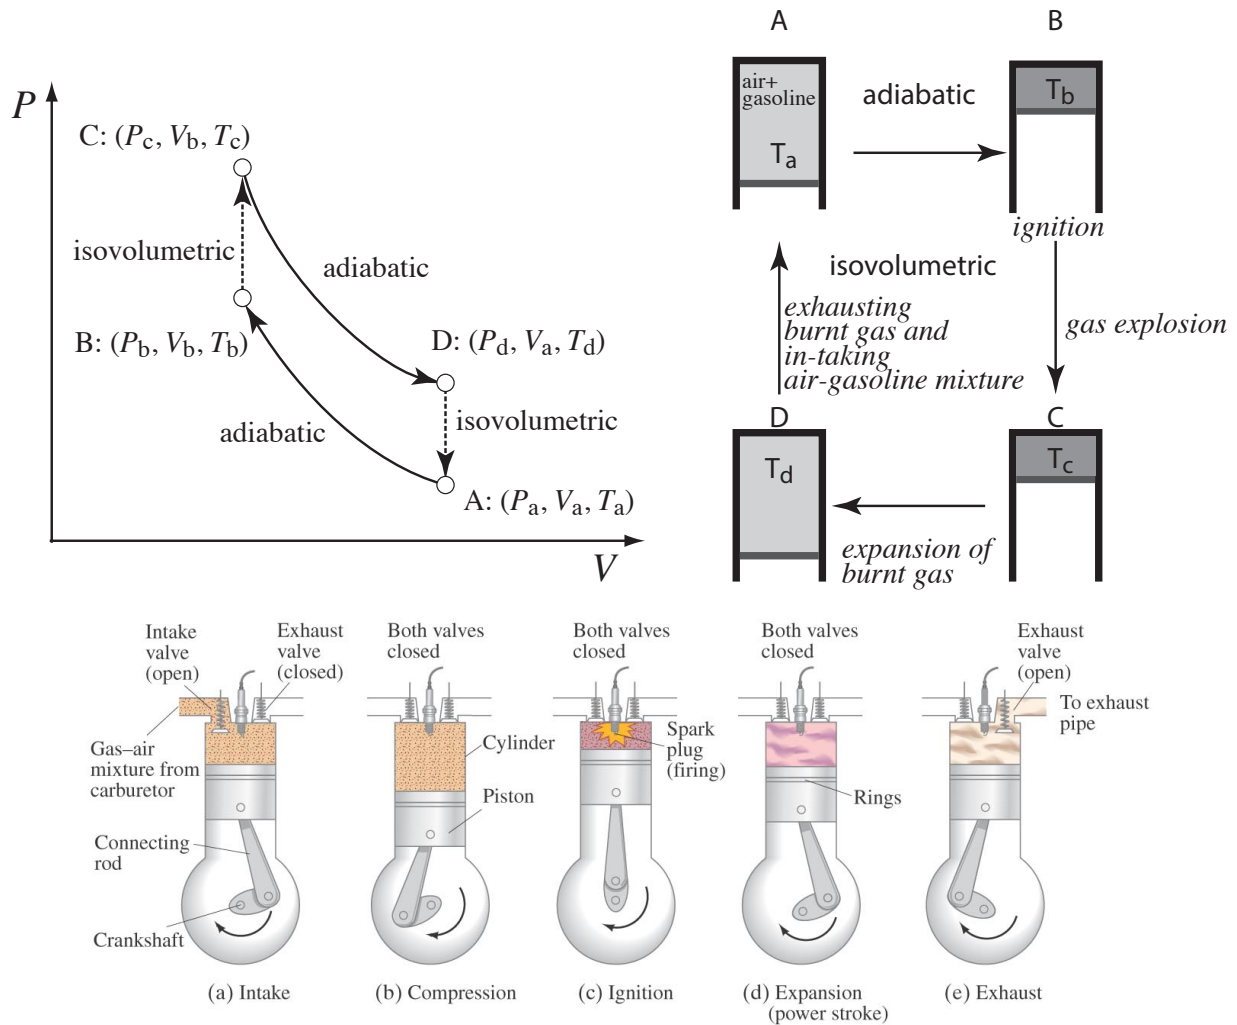 P
C: (Pc, Vb, Tc)
isovolumetric
adiabatic
B: (Pb, Vb, Tb)
D: (Pd, Va, Td)
isovolumetric
adiabatic
A: (Pa, Va, Ta)
V
A
B
air+
gasoline
Ta
adiabatic
Tb
ignition
isovolumetric
exhausting
burnt gas and
in-taking
air-gasoline mixture
gas explosion
D
C
Td
Tc
expansion of
burnt gas
Intake
valve
(open)
Exhaust
valve
(closed)
Gas–air
mixture from
carburetor
Connecting
rod
Crankshaft
(a) Intake
Both valves
closed
Cylinder
Piston
(b) Compression
Both valves
closed
Spark
plug
(firing)
(c) Ignition
Both valves
closed
Rings
(d) Expansion
(power stroke)
Exhaust
valve
(open)
To exhaust
pipe
(e) Exhaust